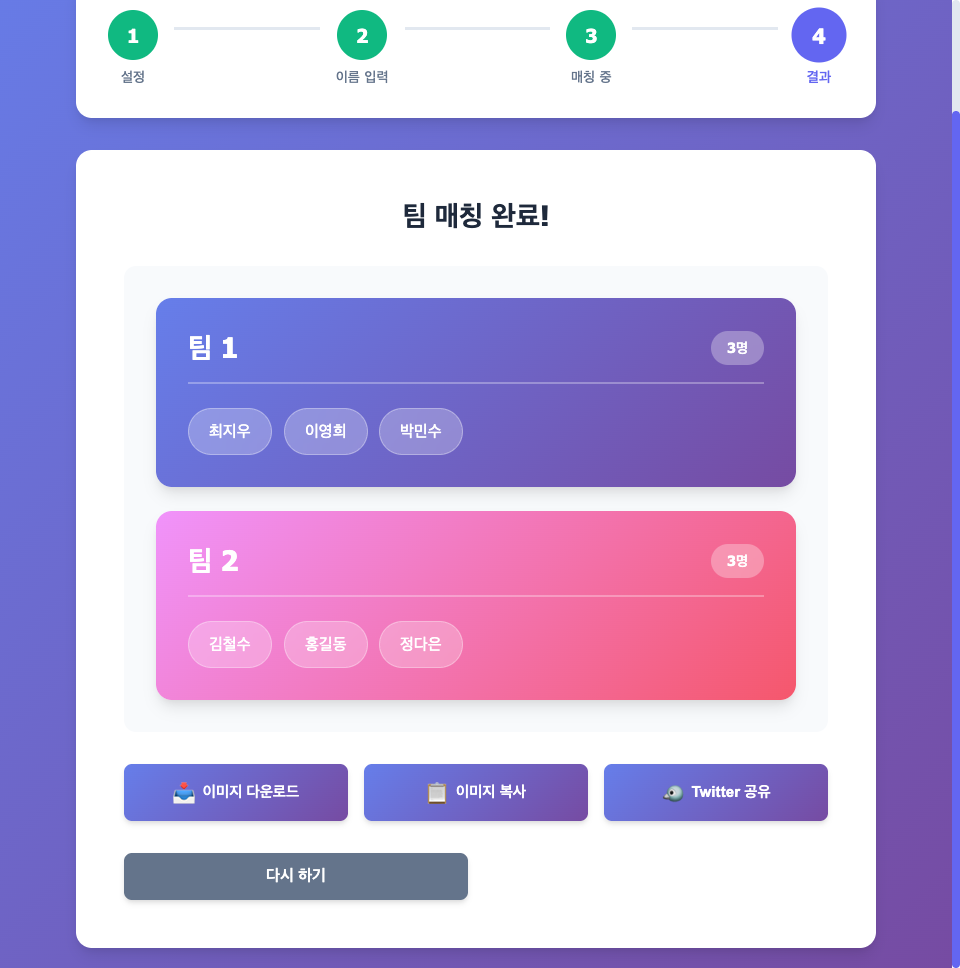 1 2 3 4
설정 이름 입력 매칭 중 결과
팀 매칭 완료!
팀 1 3명
최지우 이영희 박민수
팀 2 3명
김철수 홍길동 정다은
이미지 다운로드 이미지 복사 Twitter 공유
다시 하기